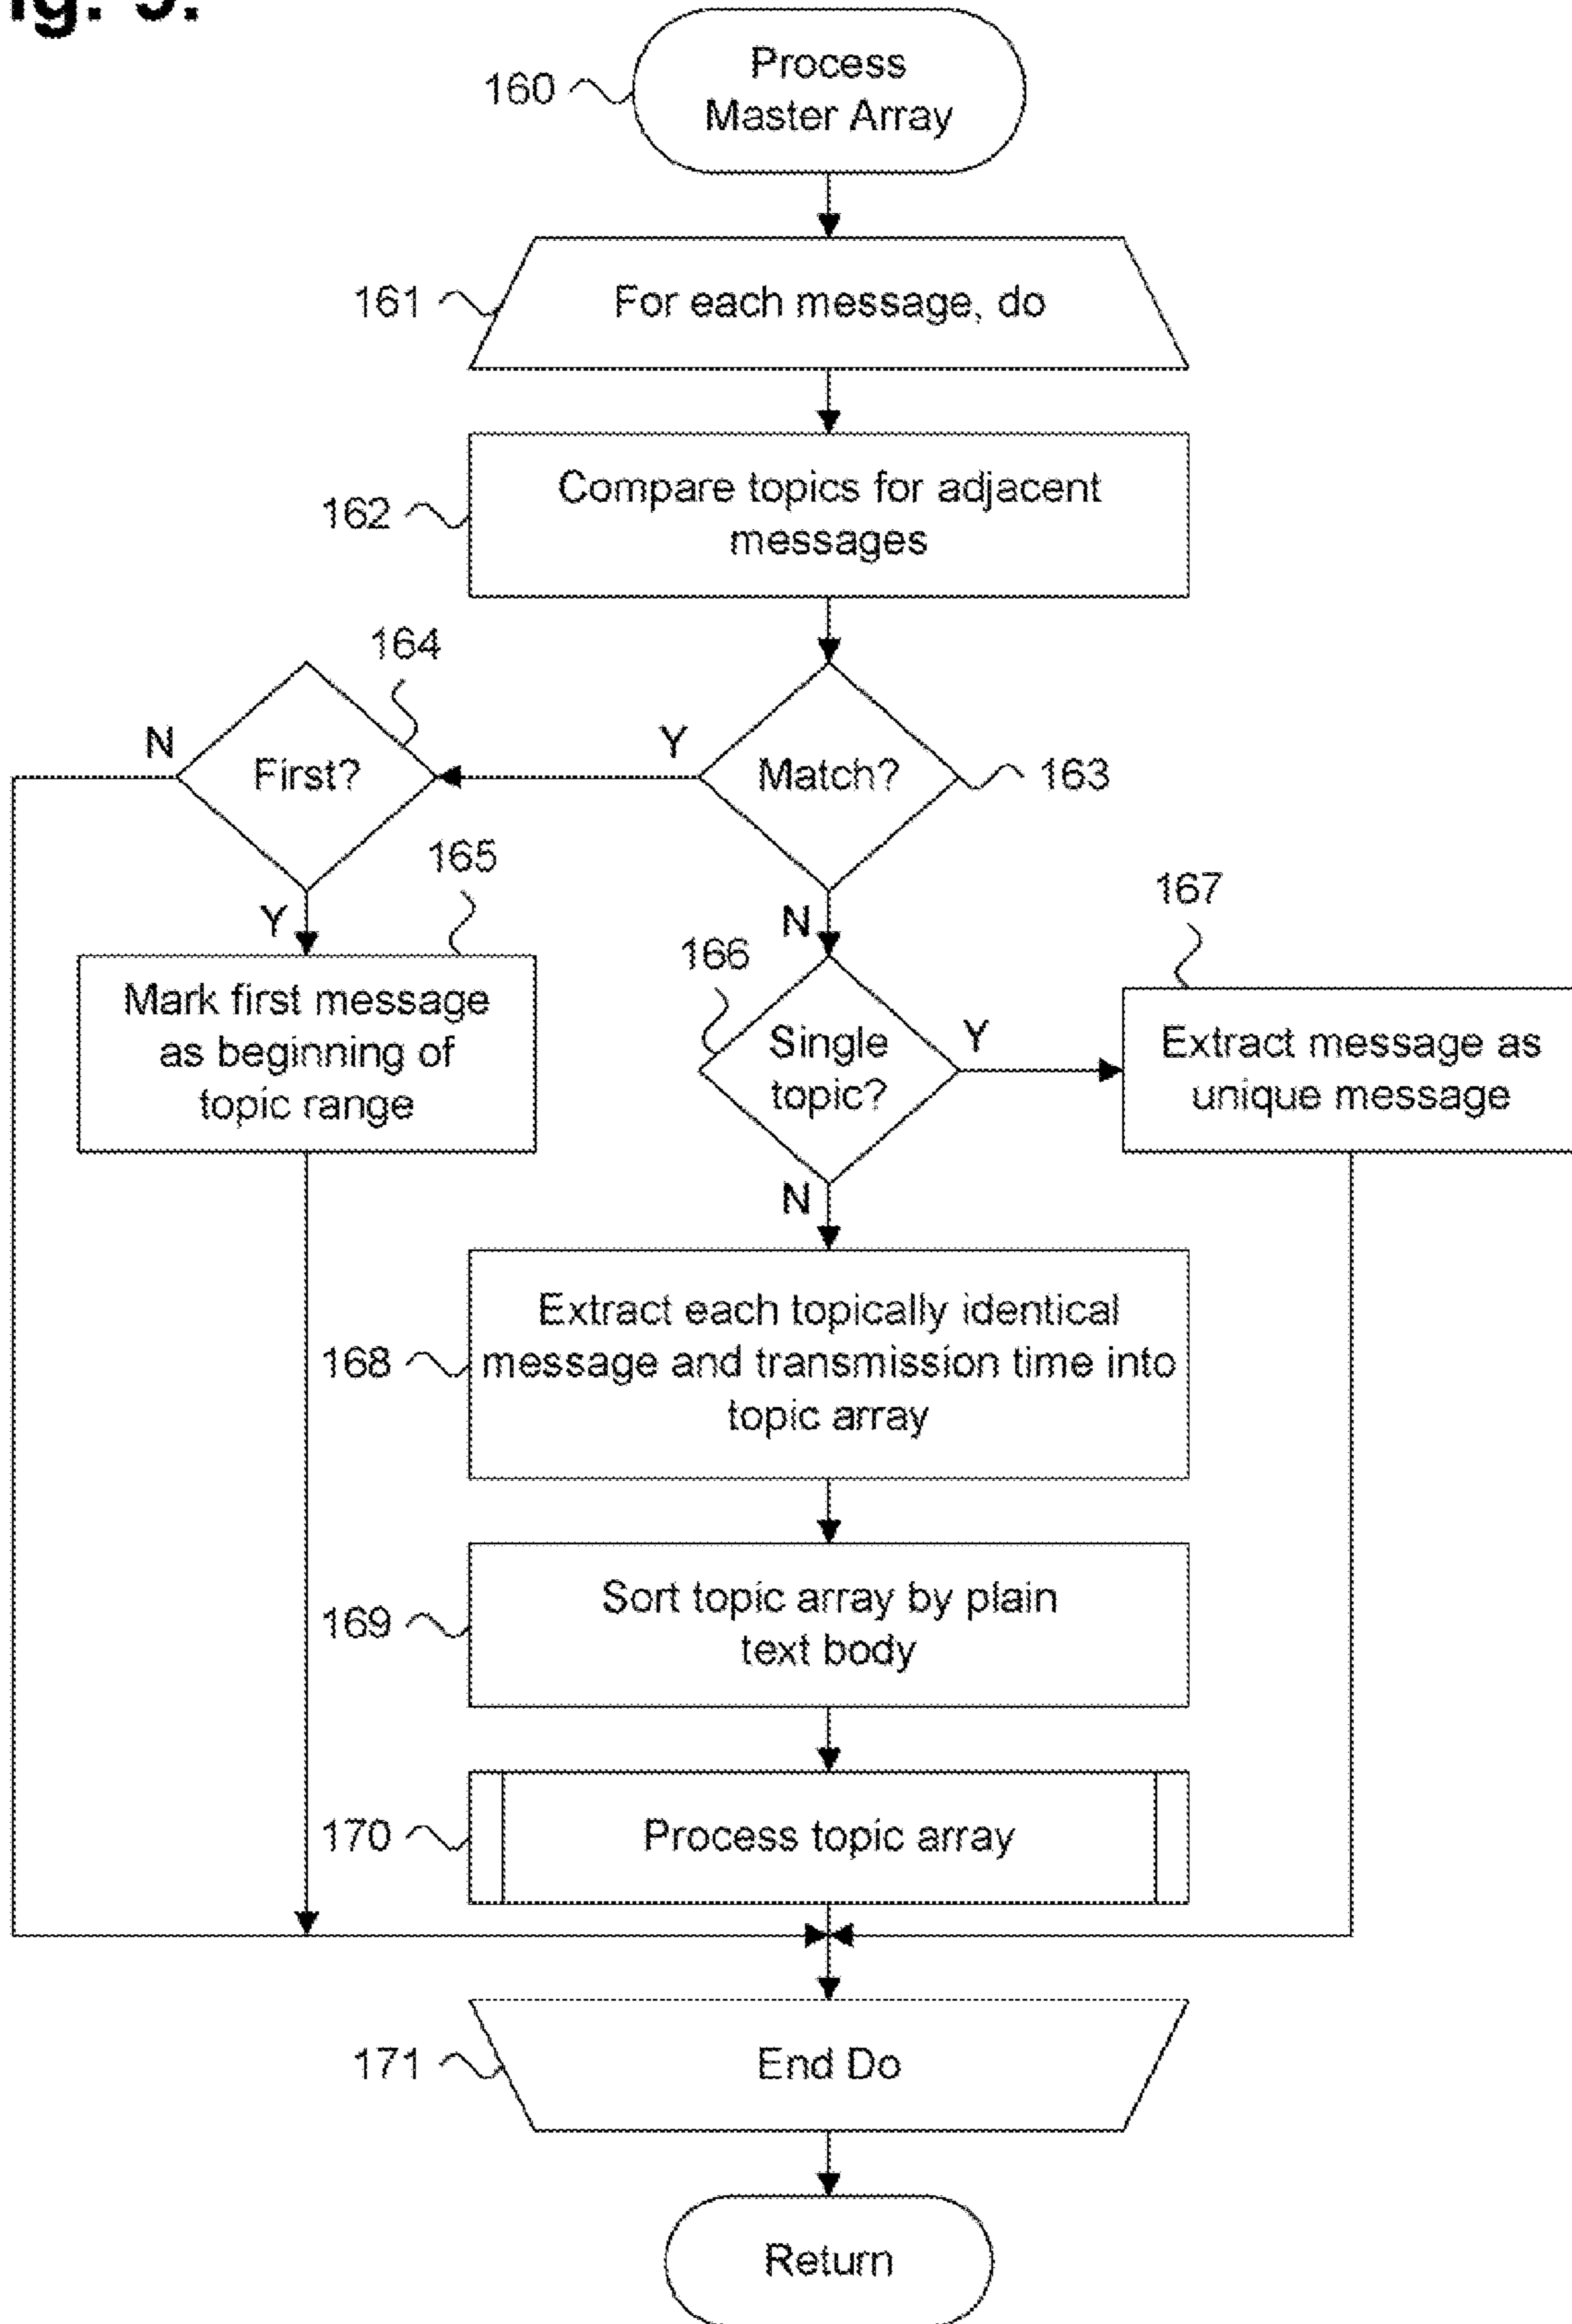 160
Process
Master Array
161
For each message, do
162
Compare topics for adjacent
messages
164
N
First?
Y
Match?
163
165
Y
Mark first message
as beginning of
topic range
N
166
Single
topic?
Y
167
Extract message as
unique message
N
168
Extract each topically identical
message and transmission time into
topic array
169
Sort topic array by plain
text body
170
Process topic array
171
End Do
Return